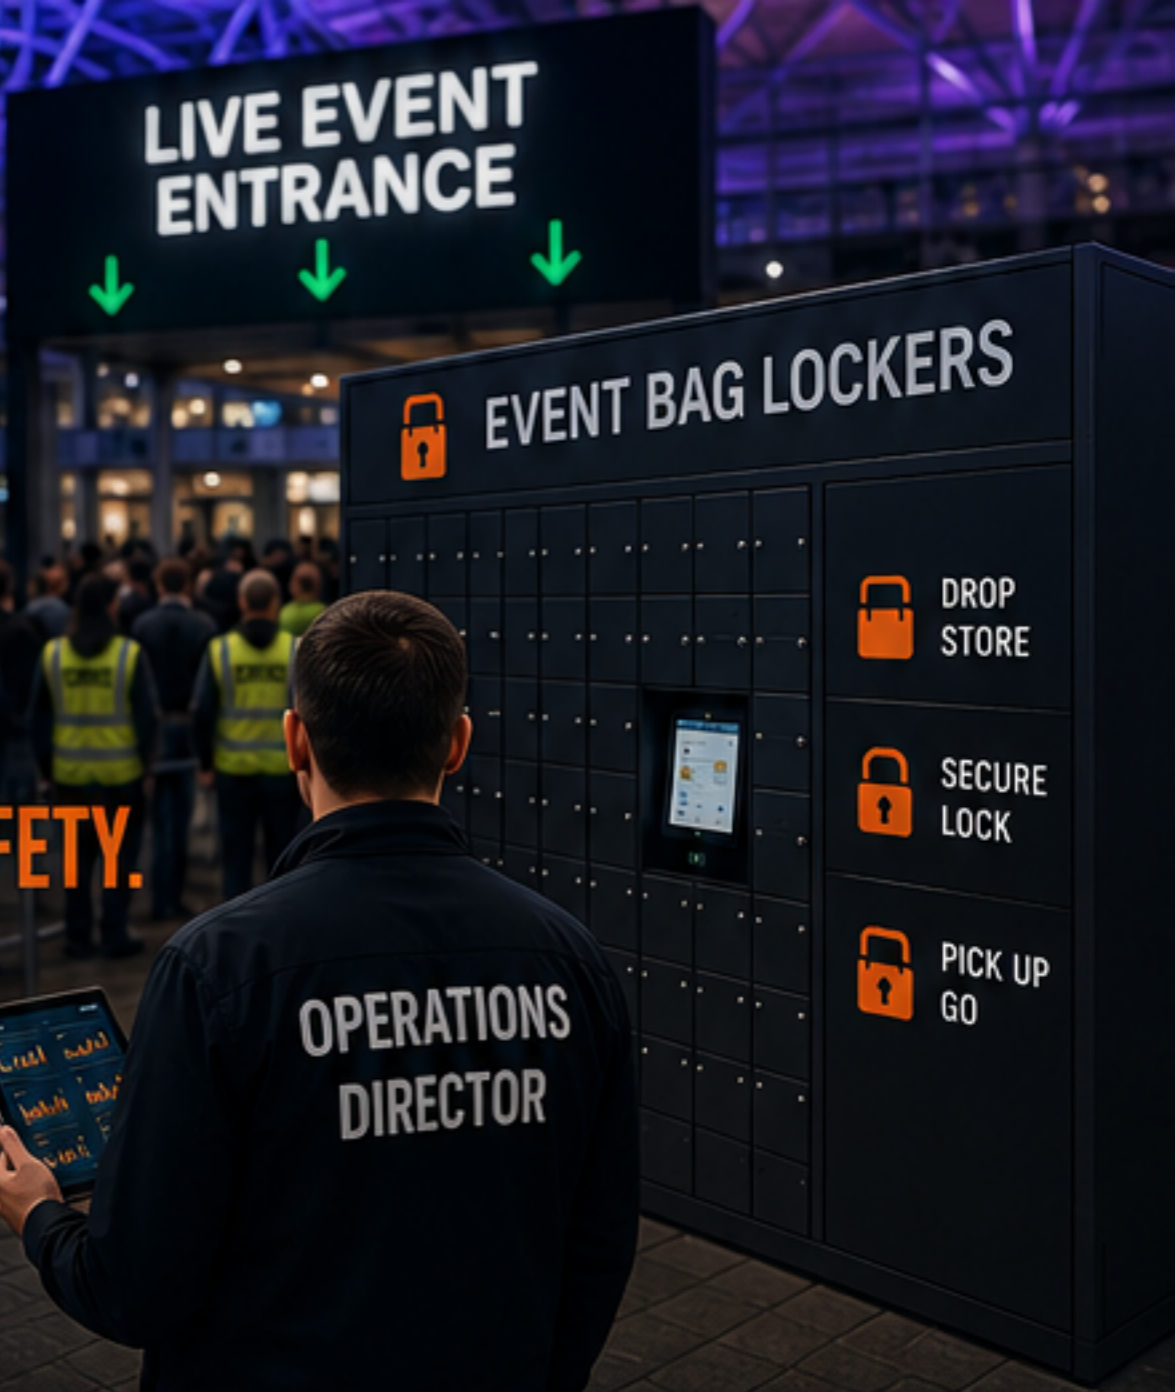 LIVE EVENT
ENTRANCE
EVENT BAG LOCKERS
DROP
STORE
SECURE
LOCK
PICK UP
GO
FETY.
OPERATIONS
DIRECTOR